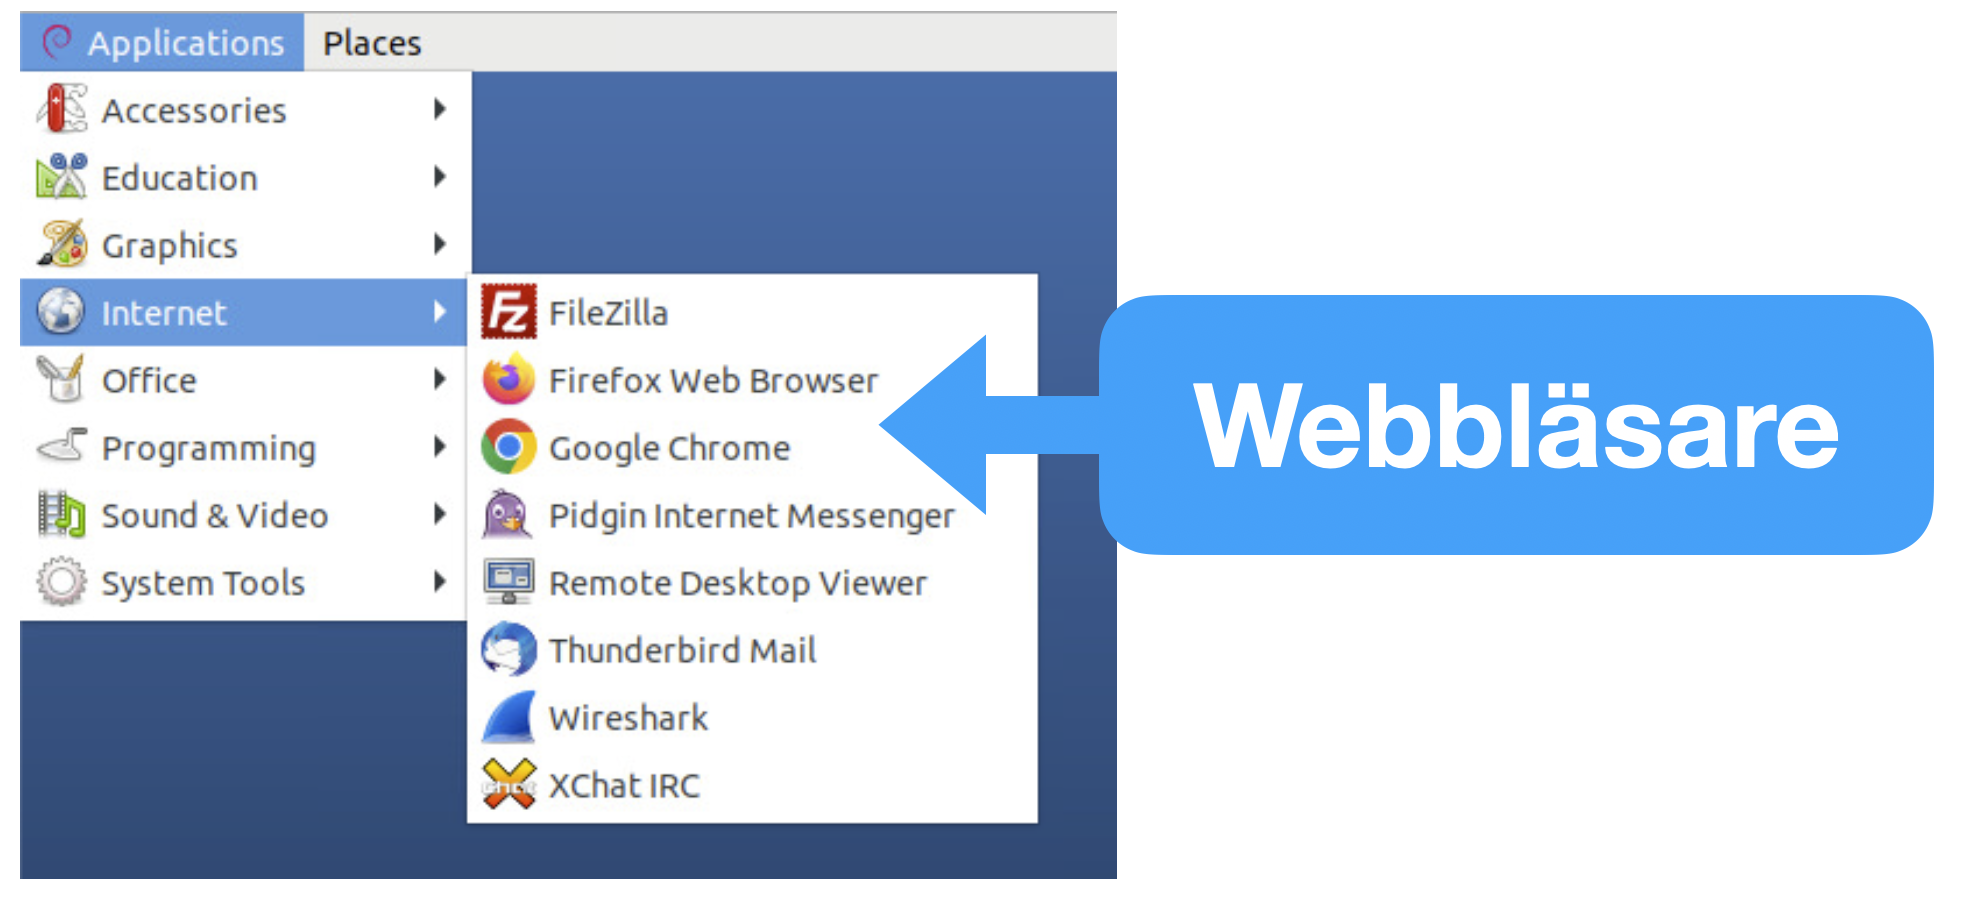 Applications Places
Accessories
Education
Graphics
Internet
Office
Programming
Sound & Video
System Tools
FileZilla
Firefox Web Browser
Google Chrome
Pidgin Internet Messenger
Remote Desktop Viewer
Thunderbird Mail
Wireshark
XChat IRC
Webbläsare